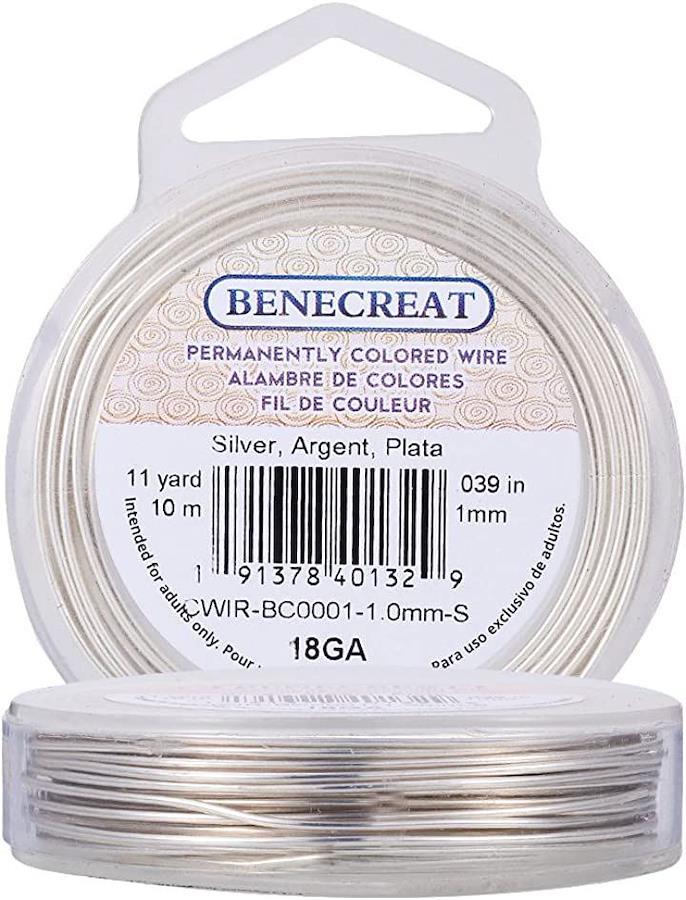 BENECREAT
PERMANENTLY COLORED WIRE
ALAMBRE DE COLORES
FIL DE COULEUR
Silver, Argent, Plata
11 yard
10 m
.039 in
1mm
1 91378 40132 9
CWIR-BC0001-1.0mm-S
18GA
Intended for adults only. Pour
Para uso exclusivo de adultos.